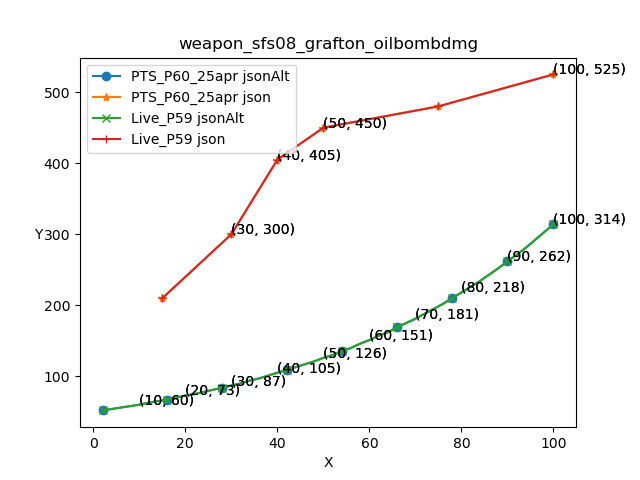 weapon_sfs08_grafton_oilbombdmg
PTS_P60_25apr jsonAlt
PTS_P60_25apr json
Live_P59 jsonAlt
Live_P59 json
(100, 525)
500
(50, 450)
(40, 405)
400
(30, 300)
Y
300
(100, 314)
(90, 262)
(80, 218)
200
(70, 181)
(60, 151)
(50, 126)
(40, 105)
100
(30, 87)
(20, 73)
(10, 60)
0 20 40 60 80 100
X